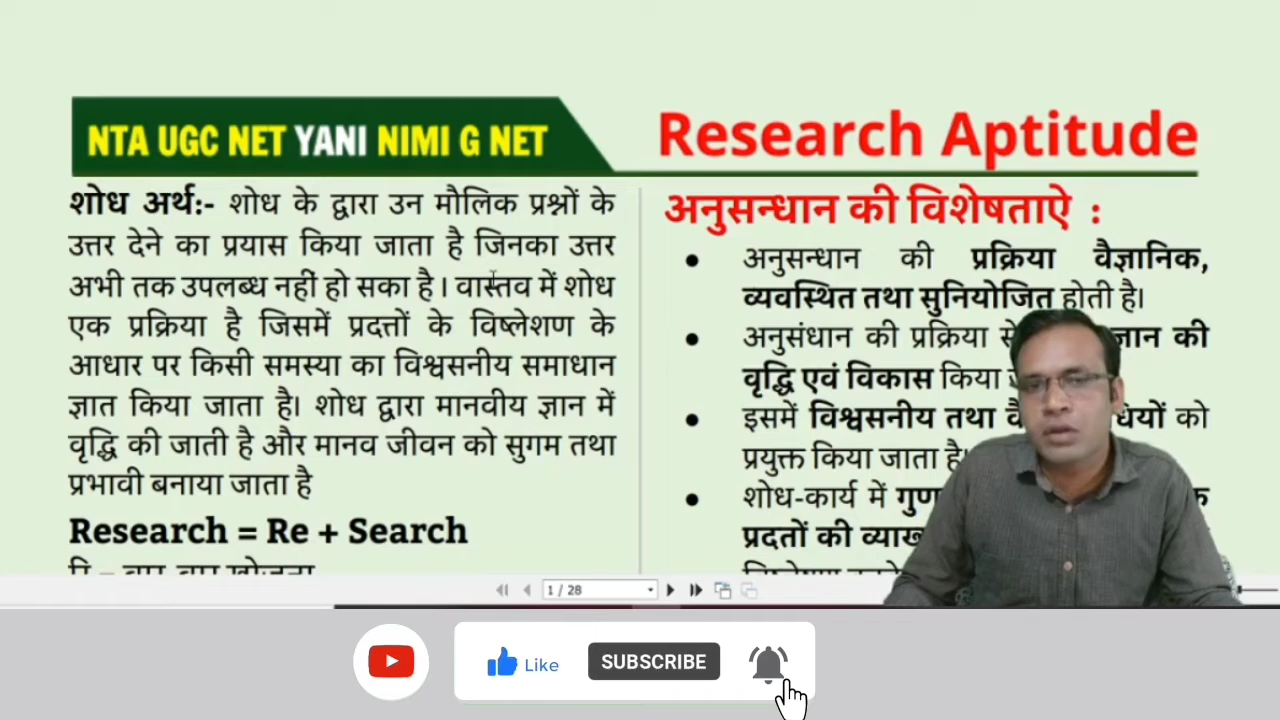 NTA UGC NET YANI NIMI G NET
Research Aptitude
शोध अर्थ:- शोध के द्वारा उन मौलिक प्रश्नों के
उत्तर देने का प्रयास किया जाता है जिनका उत्तर
अभी तक उपलब्ध नहीं हो सका है। वास्तव में शोध
एक प्रक्रिया है जिसमें प्रदत्तों के विष्लेशण के
आधार पर किसी समस्या का विश्वसनीय समाधान
ज्ञात किया जाता है। शोध द्वारा मानवीय ज्ञान में
वृद्धि की जाती है और मानव जीवन को सुगम तथा
प्रभावी बनाया जाता है
Research = Re + Search
अनुसन्धान की विशेषताऐ :
अनुसन्धान की प्रक्रिया वैज्ञानिक,
व्यवस्थित तथा सुनियोजित होती है।
अनुसंधान की प्रक्रिया से ज्ञान की
वृद्धि एवं विकास किया
इसमें विश्वसनीय तथा को
प्रयुक्त किया जाता है।
शोध-कार्य में
प्रदतों की
1 / 28
Like
SUBSCRIBE